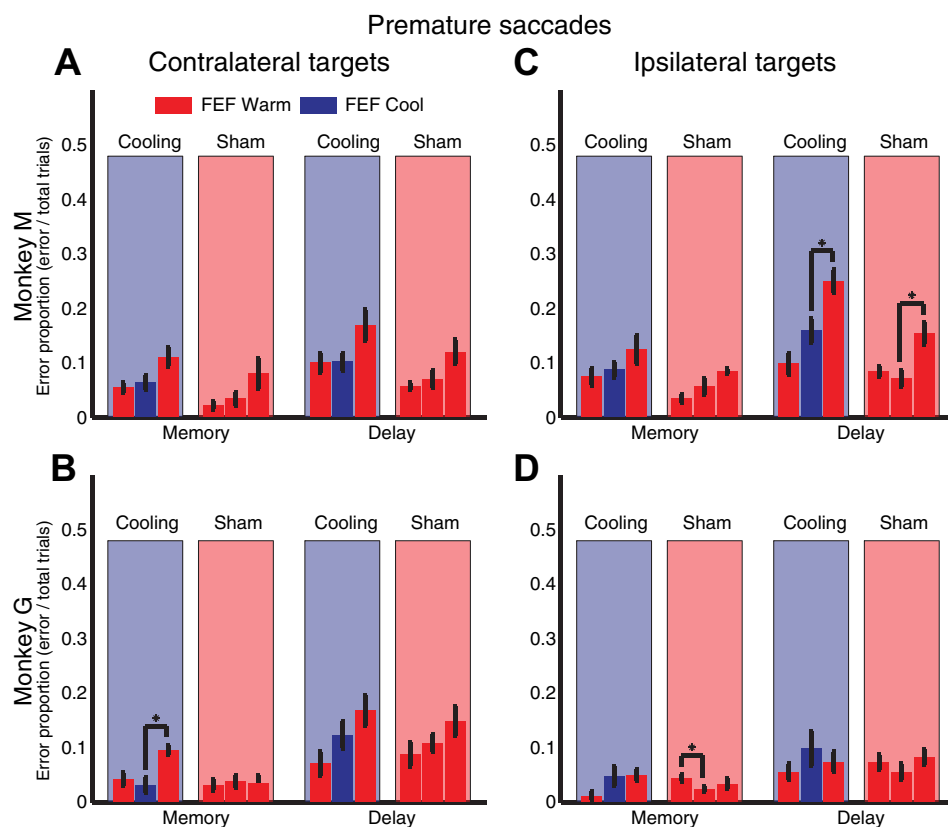 Premature saccades
A
Contralateral targets
C
Ipsilateral targets
FEF Warm
FEF Cool
Monkey M
Error proportion (error / total trials)
0.5
0.4
0.3
0.2
0.1
0
Cooling
Sham
Cooling
Sham
*
*
Cooling
Sham
Cooling
Sham
0.5
0.4
0.3
0.2
0.1
0
Memory
Delay
Memory
Delay
B
D
Monkey G
Error proportion (error / total trials)
0.5
0.4
0.3
0.2
0.1
0
Cooling
Sham
Cooling
Sham
*
Memory
Delay
0.5
0.4
0.3
0.2
0.1
0
Cooling
Sham
Cooling
Sham
*
Memory
Delay